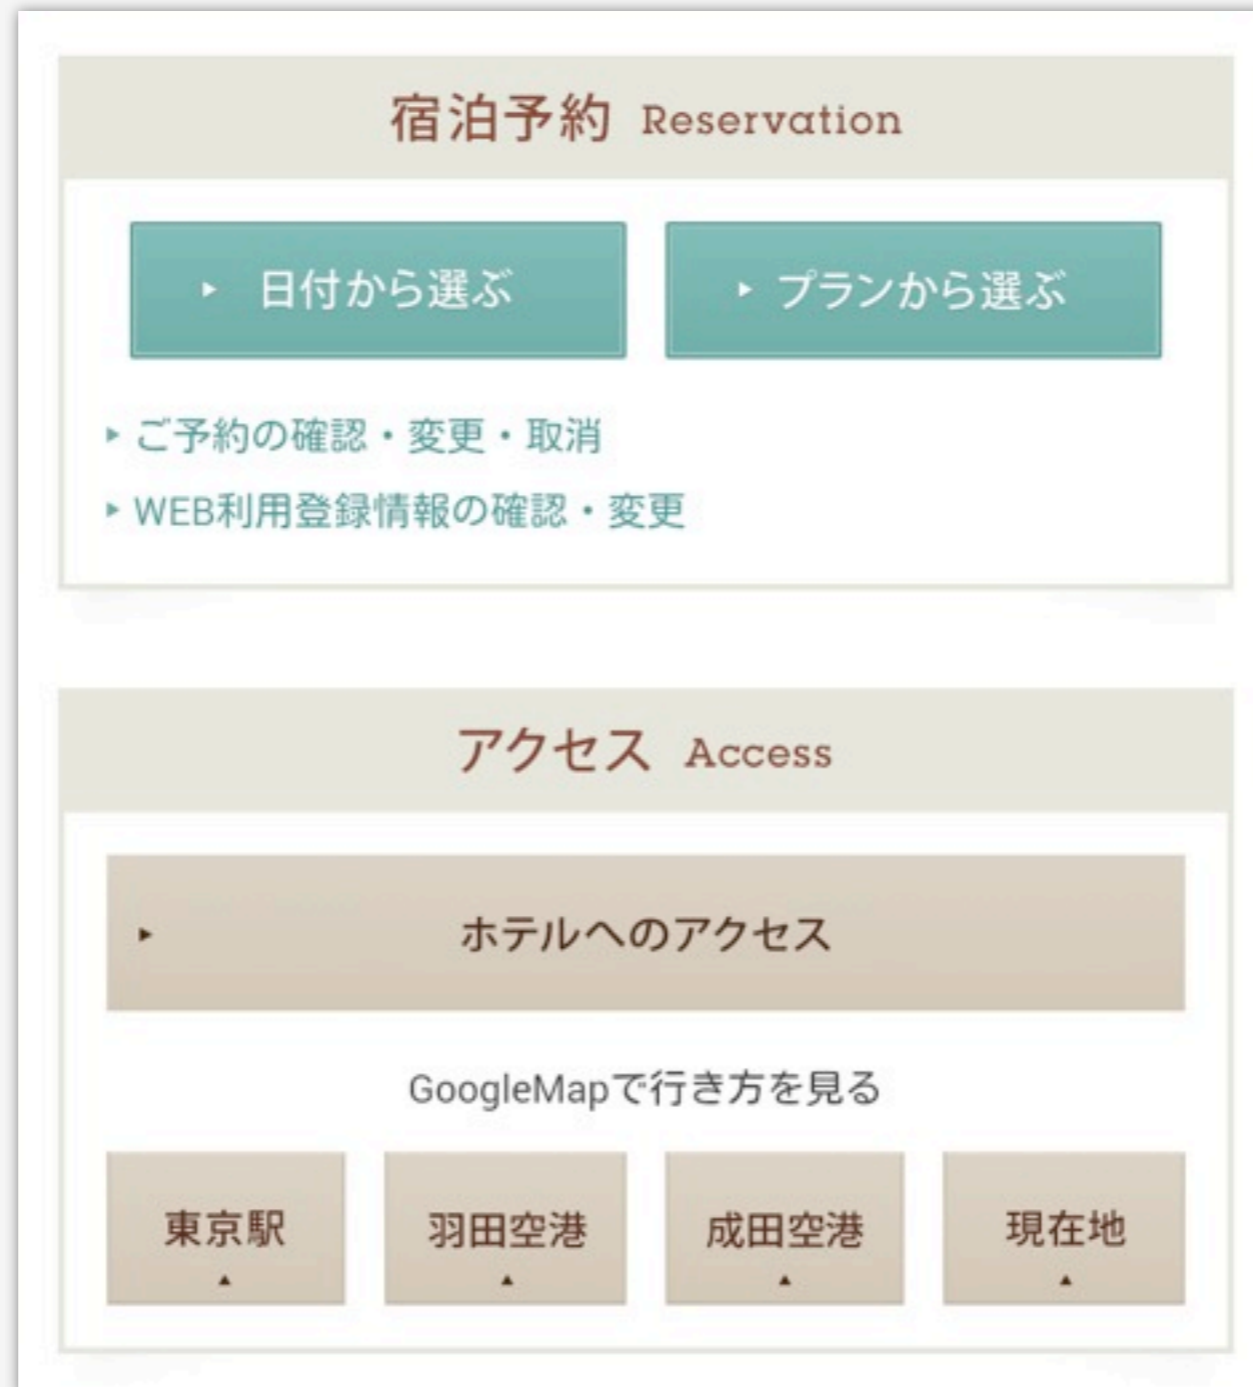 宿泊予約 Reservation
日付から選ぶ
プランから選ぶ
ご予約の確認・変更・取消
WEB利用登録情報の確認・変更
アクセス Access
ホテルへのアクセス
GoogleMapで行き方を見る
東京駅
羽田空港
成田空港
現在地